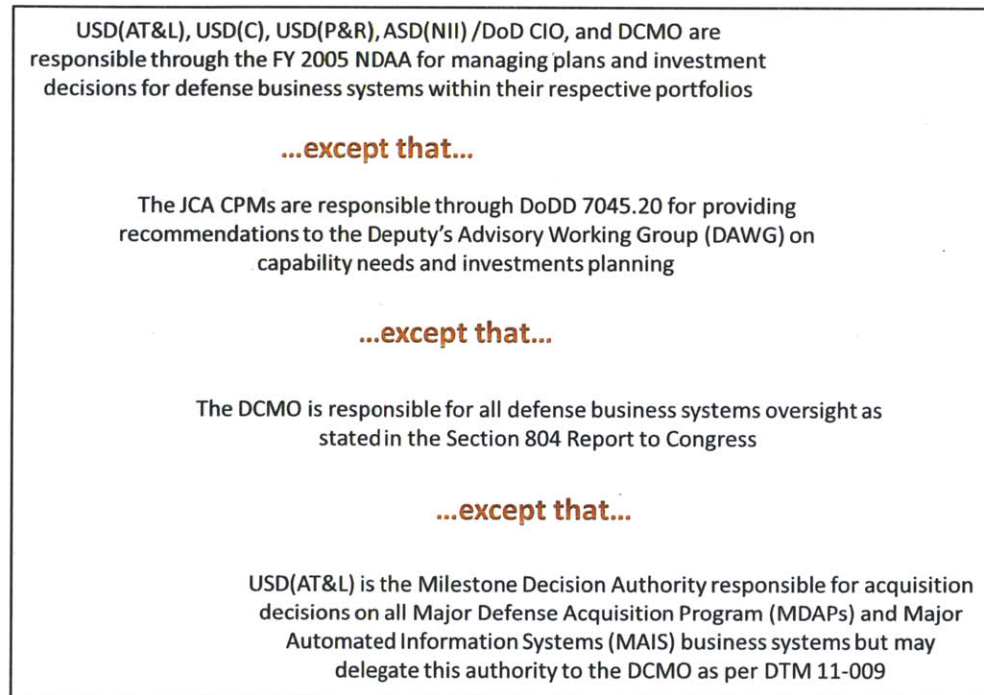 USD(AT&L), USD(C), USD(P&R), ASD(NII) /DoD CIO, and DCMO are
responsible through the FY 2005 NDAA for managing plans and investment
decisions for defense business systems within their respective portfolios
...except that...
The JCA CPMs are responsible through DoDD 7045.20 for providing
recommendations to the Deputy's Advisory Working Group (DAWG) on
capability needs and investments planning
...except that...
The DCMO is responsible for all defense business systems oversight as
stated in the Section 804 Report to Congress
...except that...
USD(AT&L) is the Milestone Decision Authority responsible for acquisition
decisions on all Major Defense Acquisition Program (MDAPs) and Major
Automated Information Systems (MAIS) business systems but may
delegate this authority to the DCMO as per DTM 11-009